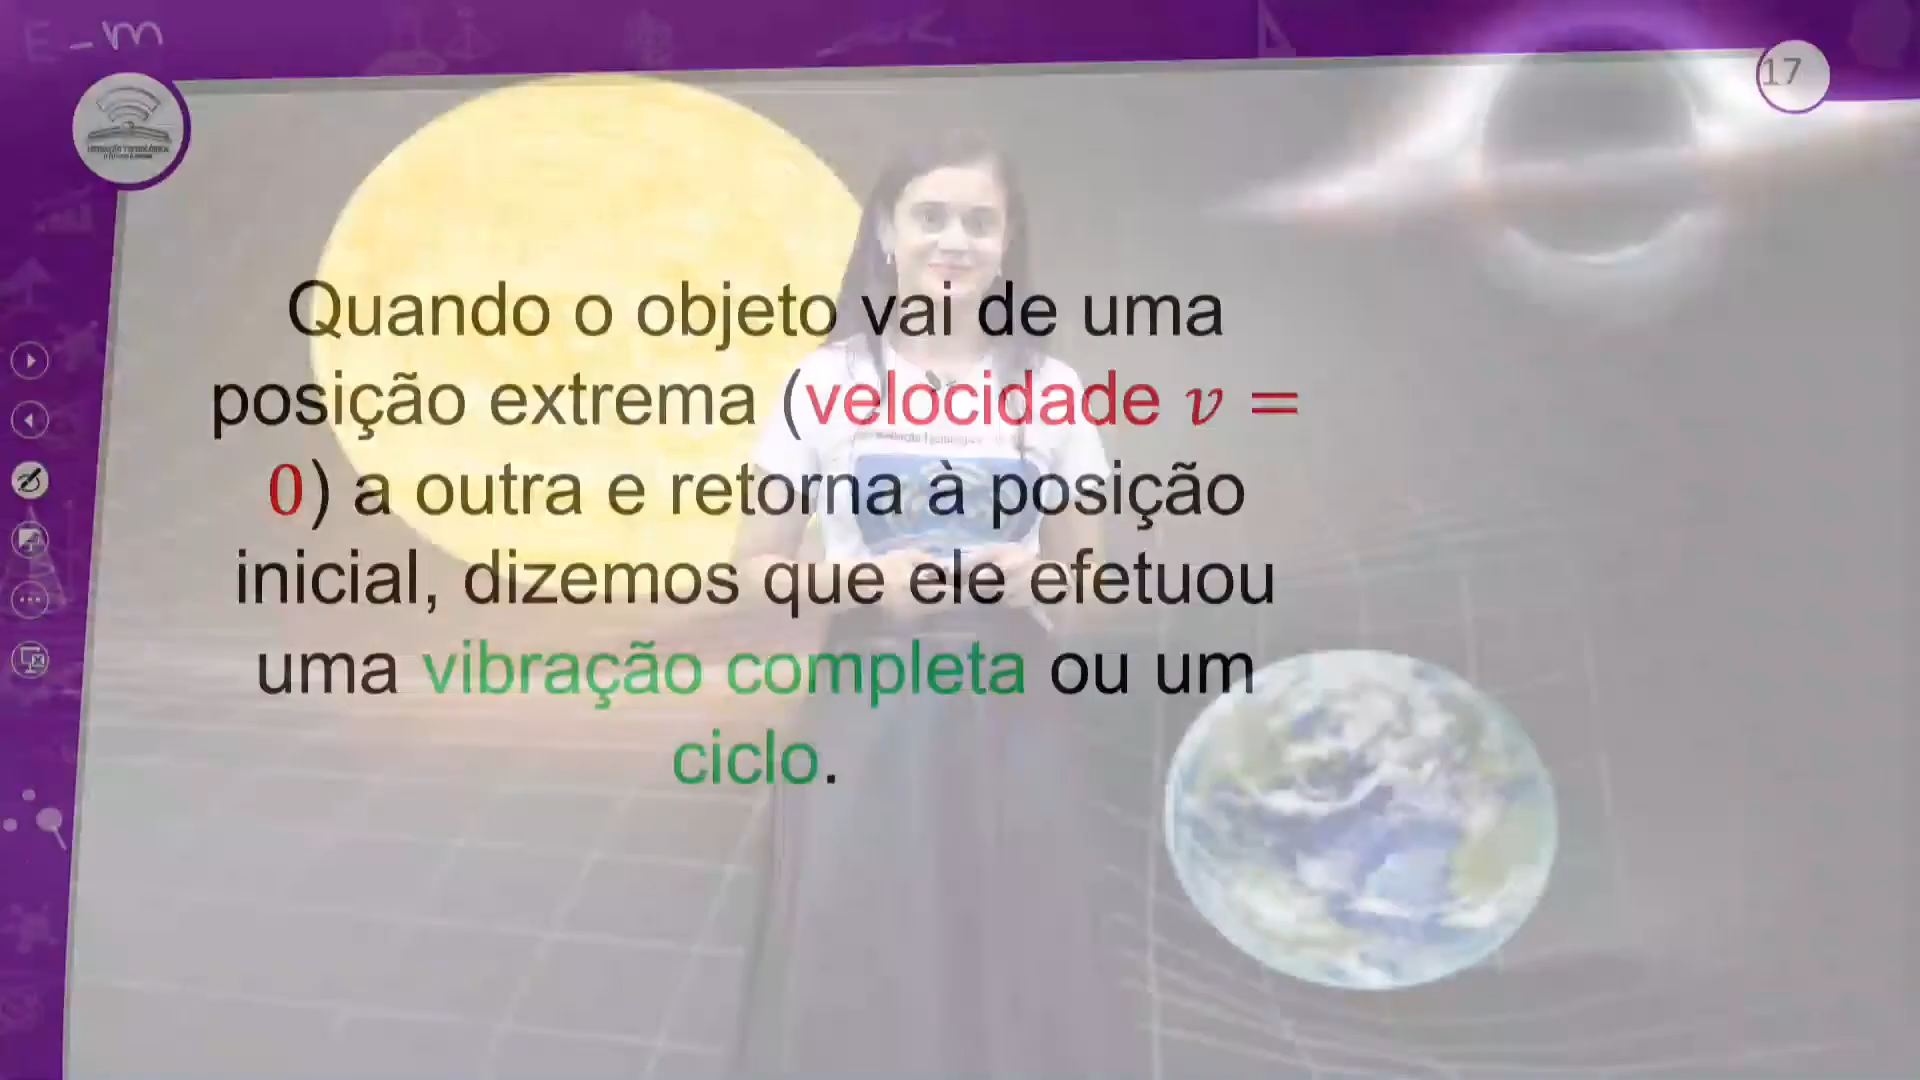 17
Quando o objeto vai de uma
posição extrema (velocidade v =
0) a outra e retorna à posição
inicial, dizemos que ele efetuou
uma vibração completa ou um
ciclo.